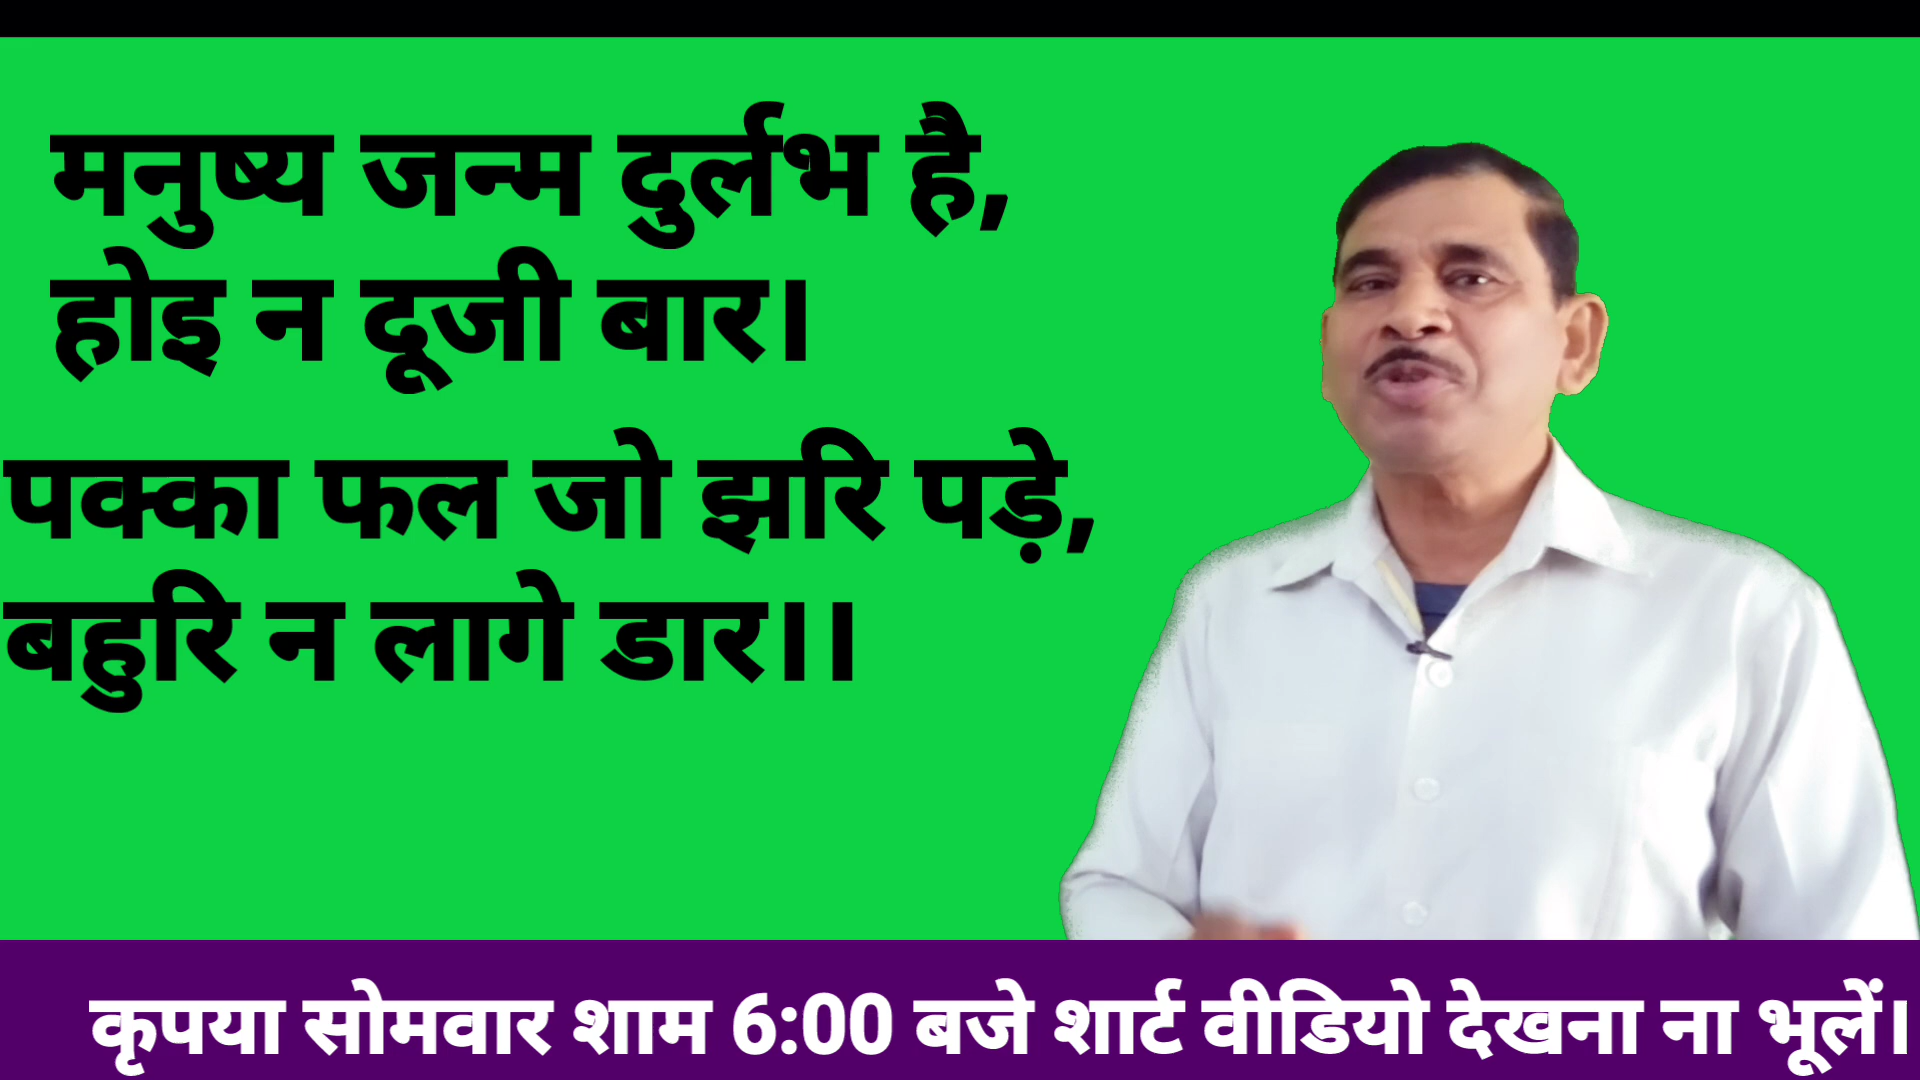 मनुष्य जन्म दुर्लभ है,
होइ न दूजी बार।
पक्का फल जो झरि पड़े,
बहुरि न लागे डार।।
कृपया सोमवार शाम 6:00 बजे शार्ट वीडियो देखना ना भूलें।